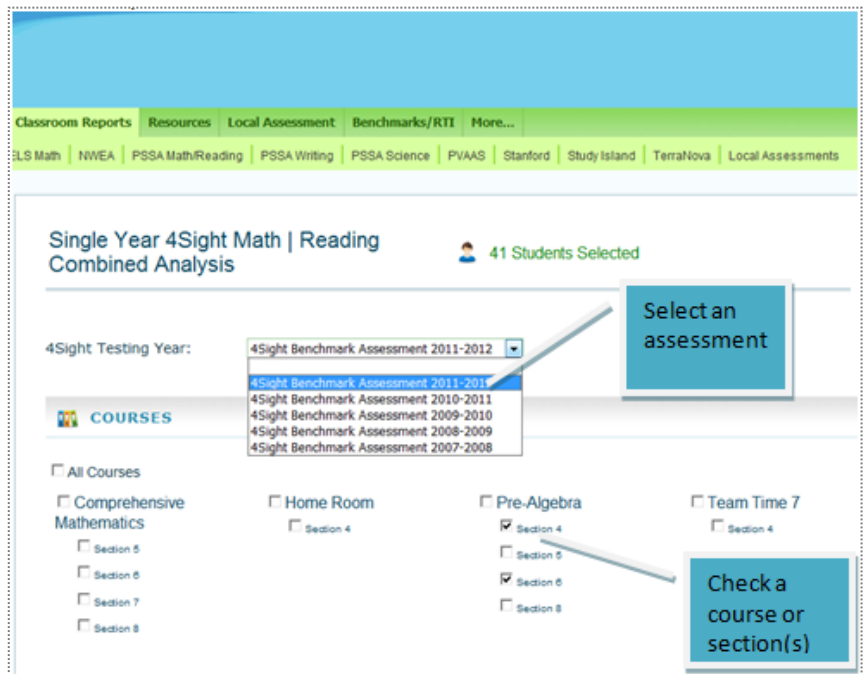 Classroom Reports Resources Local Assessment Benchmarks/RTI More...
ELS Math | NWEA | PSSA Math/Reading | PSSA Writing | PSSA Science | PVAAS | Stanford | Study Island | TerraNova | Local Assessments
Single Year 4Sight Math | Reading
Combined Analysis
41 Students Selected
Select an
assessment
4Sight Testing Year:
4Sight Benchmark Assessment 2011-2012
4Sight Benchmark Assessment 2011-201
4Sight Benchmark Assessment 2010-2011
4Sight Benchmark Assessment 2009-2010
4Sight Benchmark Assessment 2008-2009
4Sight Benchmark Assessment 2007-2008
COURSES
All Courses
Comprehensive
Mathematics
Section 5
Section 6
Section 7
Section 8
Home Room
Section 4
Pre-Algebra
Section 4
Section 5
Section 6
Section 8
Team Time 7
Section 4
Check a
course or
section(s)